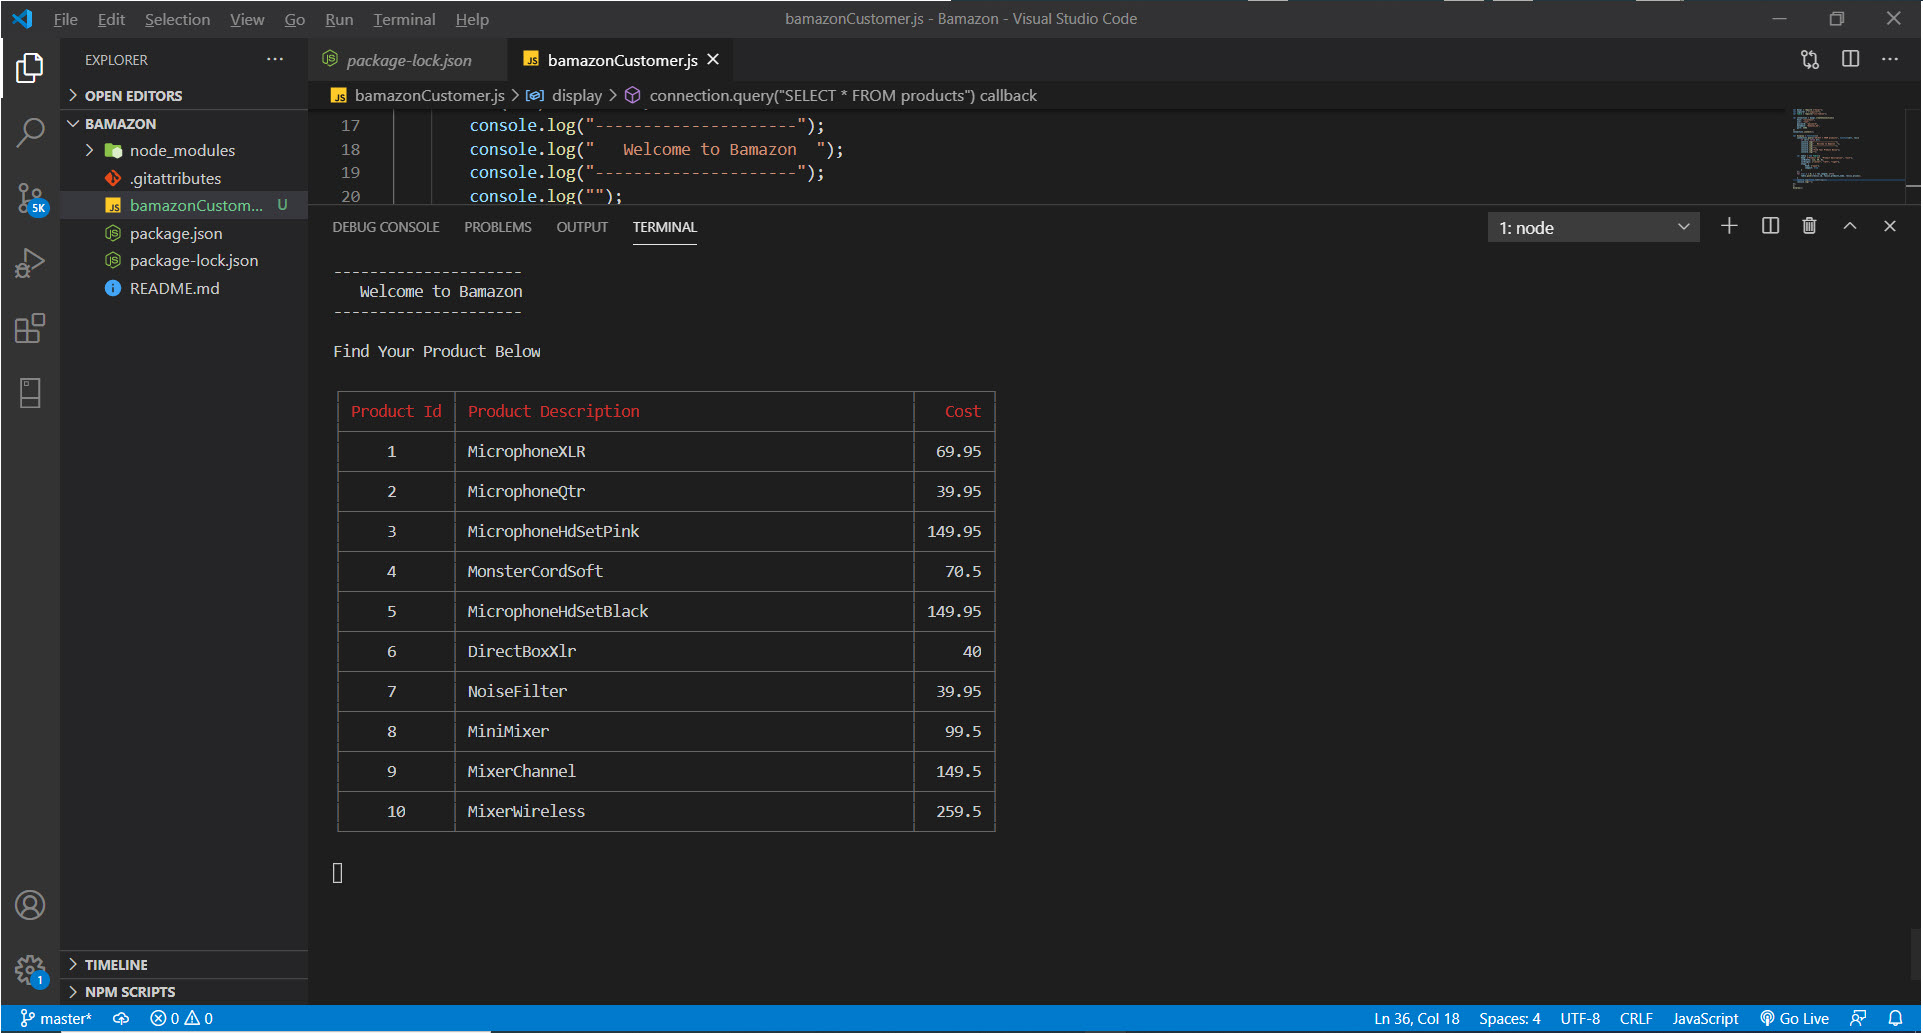 File Edit Selection View Go Run Terminal Help bamazonCustomer.js - Bamazon - Visual Studio Code
EXPLORER
package-lock.json bamazonCustomer.js
OPEN EDITORS
bamazonCustomer.js > display > connection.query("SELECT * FROM products") callback
BAMAZON
node_modules
.gitattributes
bamazonCustom... U
package.json
package-lock.json
README.md
5K
17 console.log("---------------------");
18 console.log("   Welcome to Bamazon  ");
19 console.log("---------------------");
20 console.log("");
DEBUG CONSOLE PROBLEMS OUTPUT TERMINAL 1: node
---------------------
Welcome to Bamazon
---------------------
Find Your Product Below
Product Id Product Description Cost
1 MicrophoneXLR 69.95
2 MicrophoneQtr 39.95
3 MicrophoneHdSetPink 149.95
4 MonsterCordSoft 70.5
5 MicrophoneHdSetBlack 149.95
6 DirectBoxXlr 40
7 NoiseFilter 39.95
8 MiniMixer 99.5
9 MixerChannel 149.5
10 MixerWireless 259.5
TIMELINE
1
NPM SCRIPTS
master* 0 0 Ln 36, Col 18 Spaces: 4 UTF-8 CRLF JavaScript Go Live